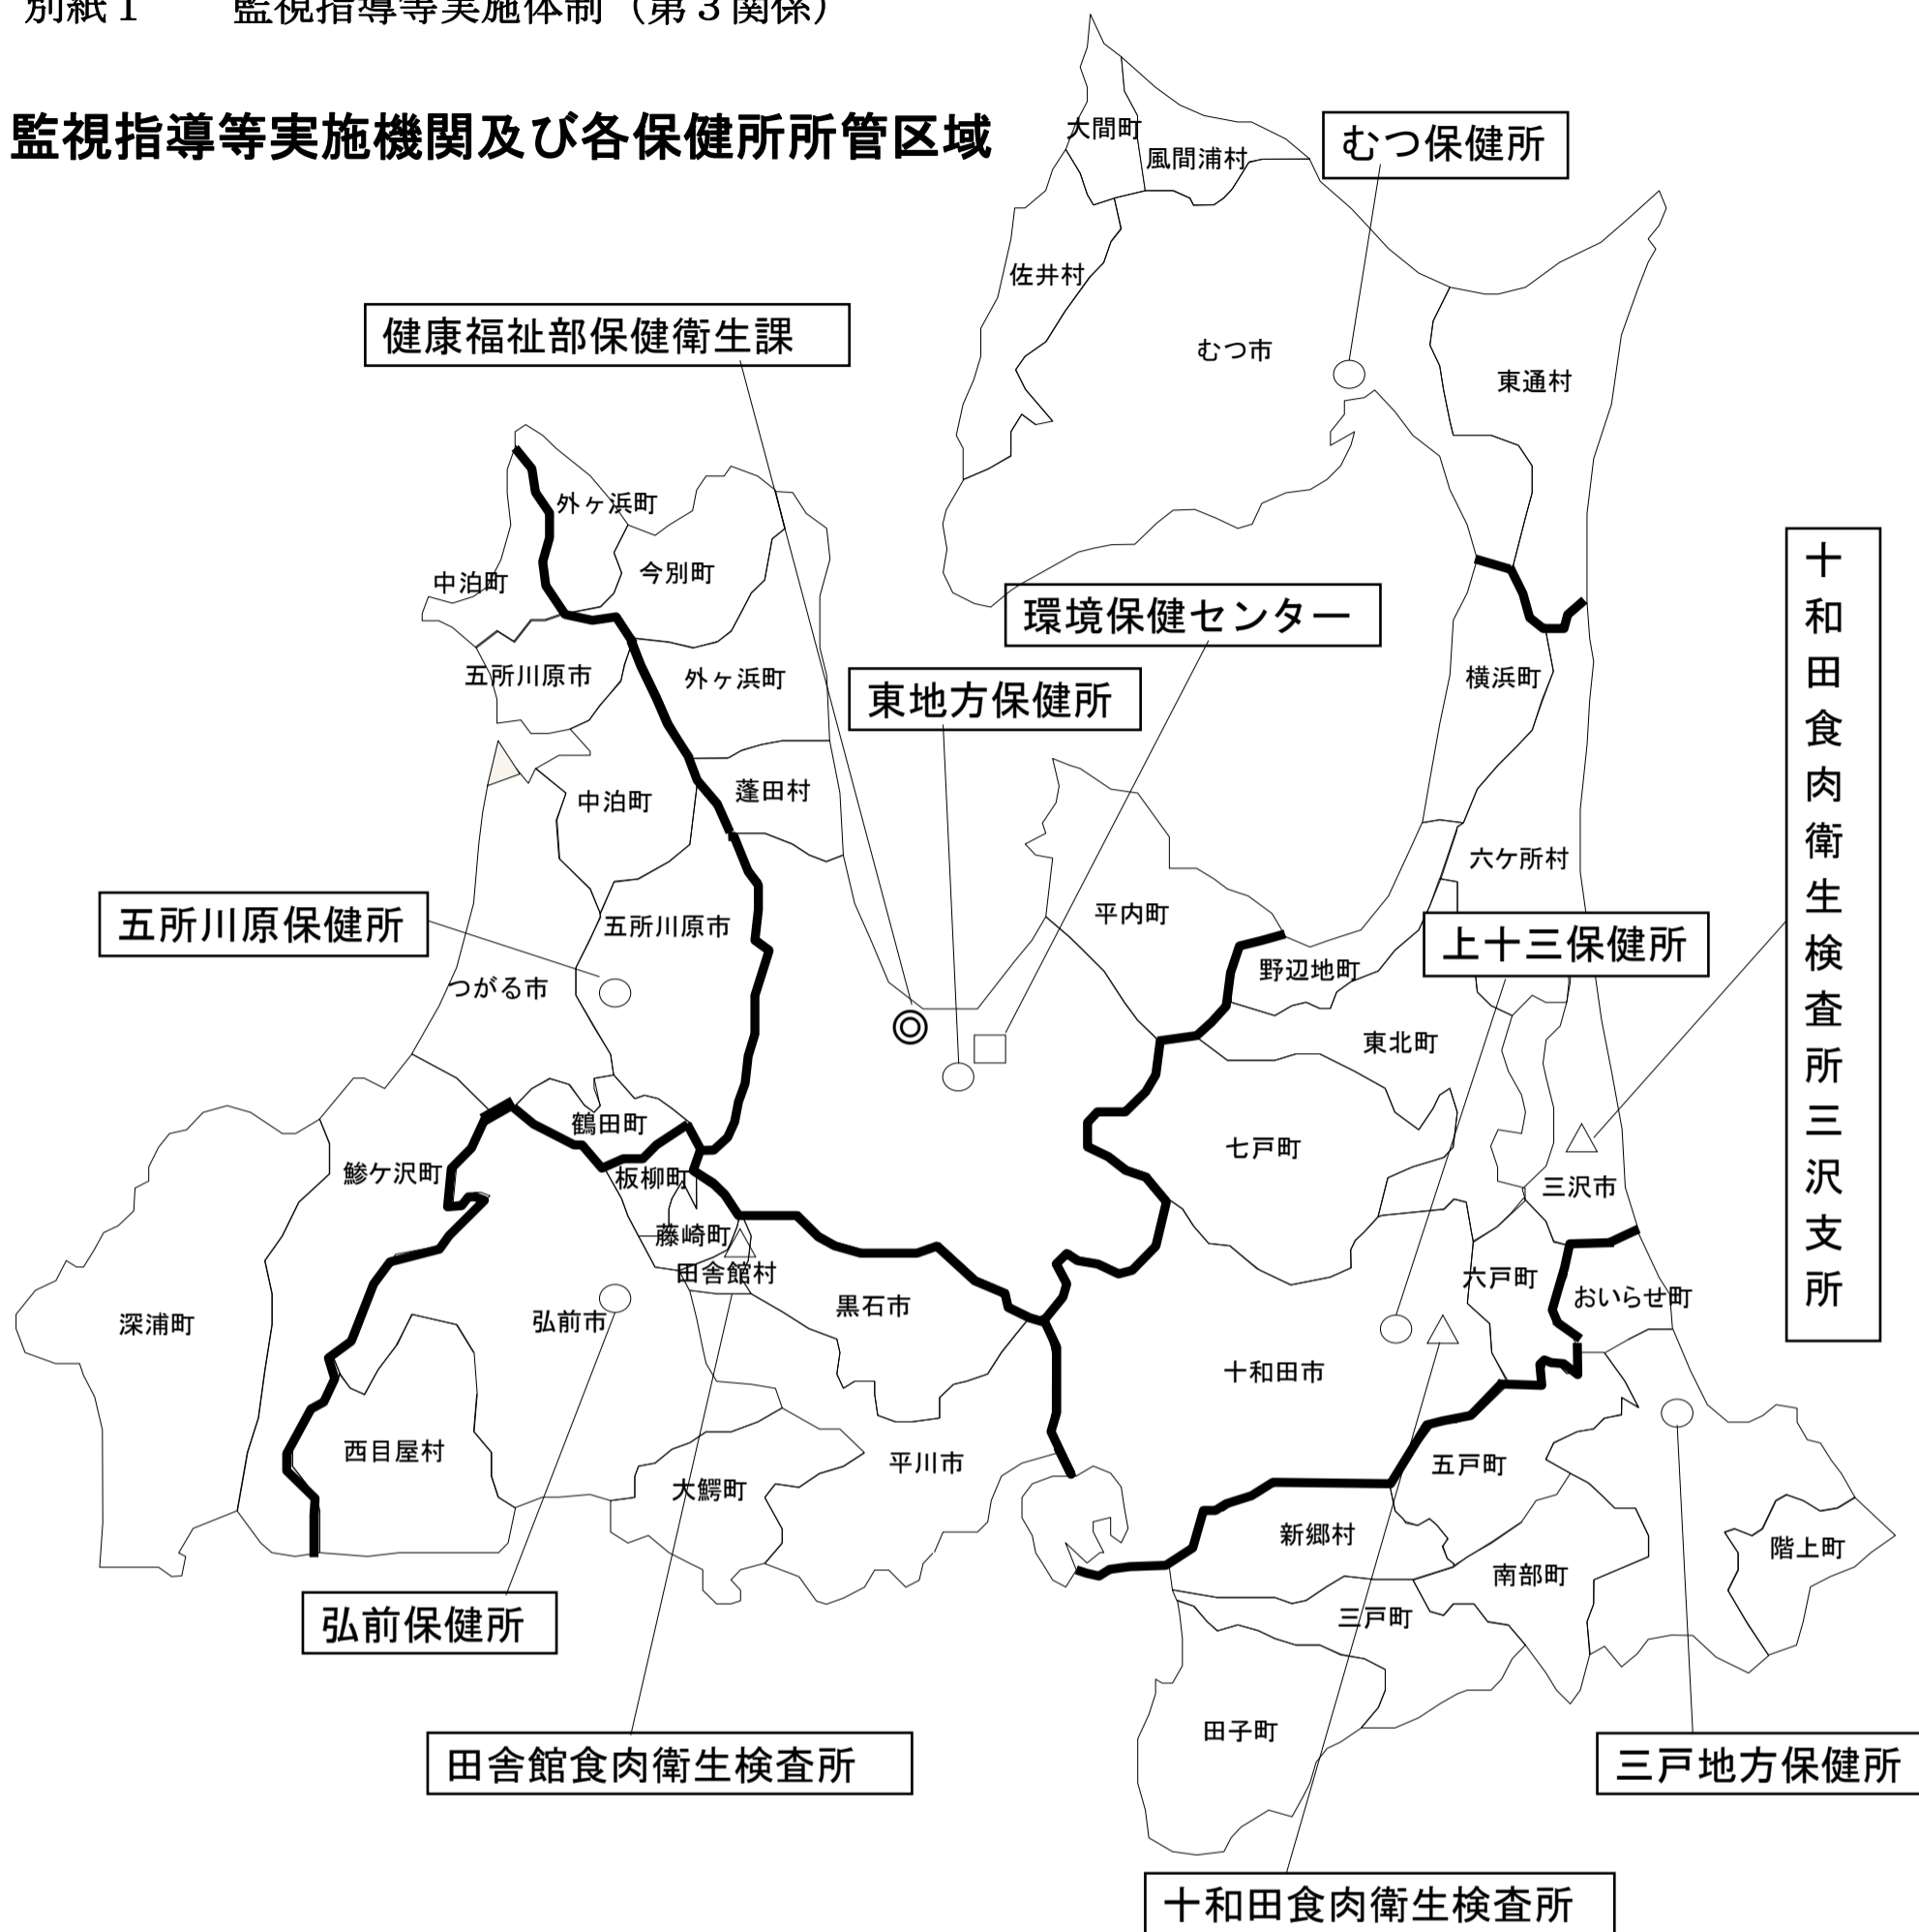 別紙１　　監視指導等実施体制（第３関係）
監視指導等実施機関及び各保健所所管区域
大間町
風間浦村
むつ保健所
佐井村
健康福祉部保健衛生課
むつ市
東通村
外ヶ浜町
今別町
中泊町
環境保健センター
十和田食肉衛生検査所三沢支所
五所川原市
外ヶ浜町
東地方保健所
横浜町
中泊町
蓬田村
六ケ所村
五所川原保健所
五所川原市
平内町
上十三保健所
野辺地町
つがる市
東北町
鶴田町
七戸町
鰺ケ沢町
板柳町
三沢市
藤崎町
田舎館村
六戸町
おいらせ町
深浦町
弘前市
黒石市
十和田市
西目屋村
大鰐町
平川市
五戸町
新郷村
南部町
階上町
弘前保健所
三戸町
田子町
田舎館食肉衛生検査所
三戸地方保健所
十和田食肉衛生検査所